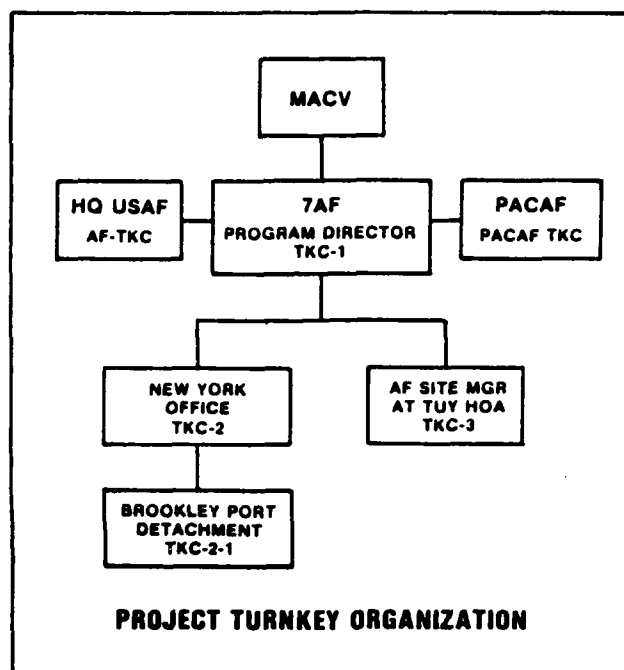 MACV
HQ USAF
AF-TKC
7AF
PROGRAM DIRECTOR
TKC-1
PACAF
PACAF TKC
NEW YORK
OFFICE
TKC-2
AF SITE MGR
AT TUY HOA
TKC-3
BROOKLEY PORT
DETACHMENT
TKC-2-1
PROJECT TURNKEY ORGANIZATION